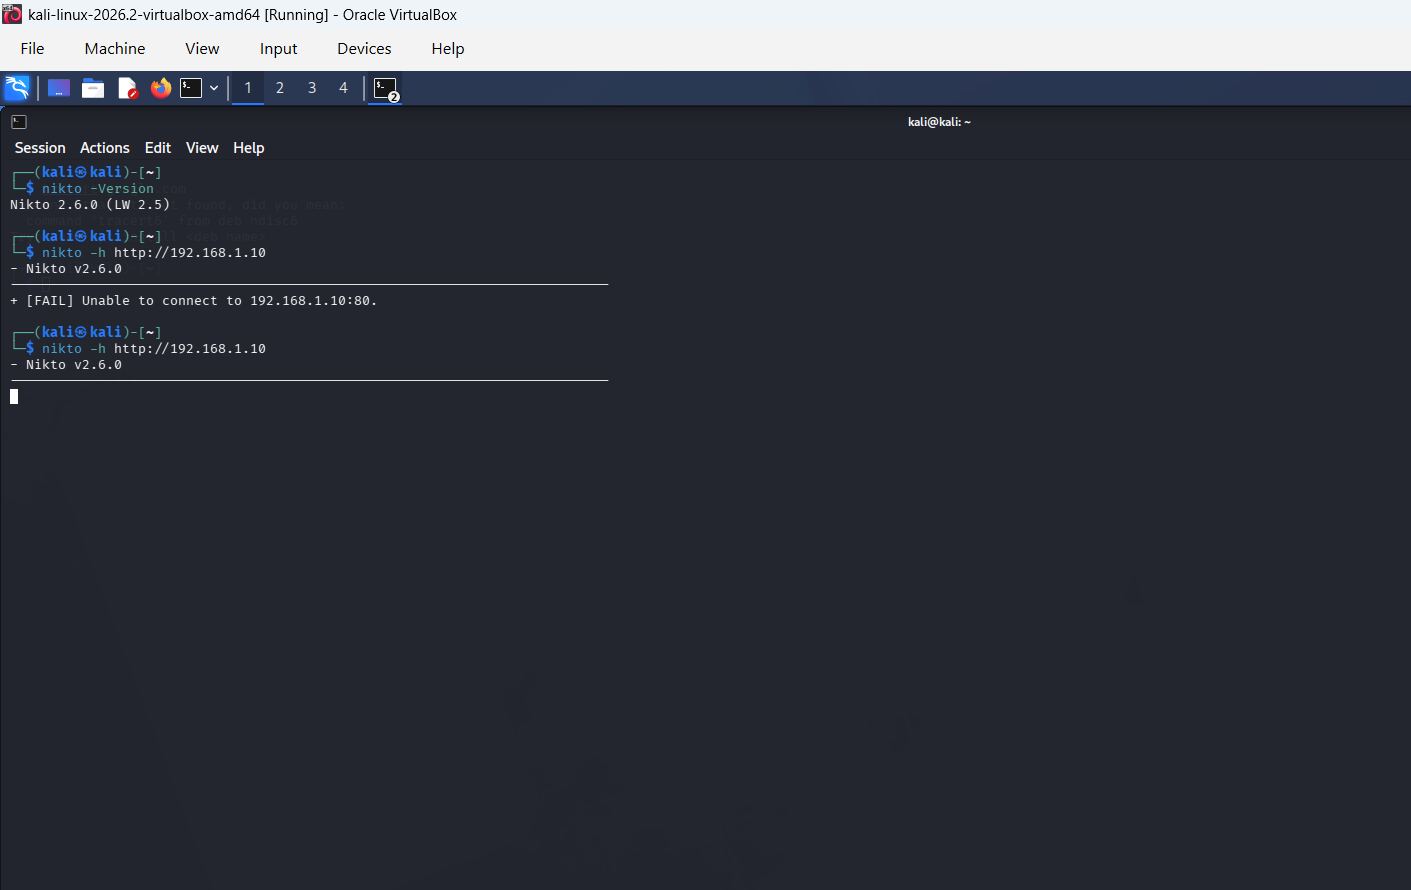 kali-linux-2026.2-virtualbox-amd64 [Running] - Oracle VirtualBox
File Machine View Input Devices Help
1 2 3 4 2
kali@kali: ~
Session Actions Edit View Help
┌──(kali㉿kali)-[~]
└─$ nikto -Version
Nikto 2.6.0 (LW 2.5)
┌──(kali㉿kali)-[~]
└─$ nikto -h http://192.168.1.10
- Nikto v2.6.0
---------------------------------------------------------------------------
+ [FAIL] Unable to connect to 192.168.1.10:80.
┌──(kali㉿kali)-[~]
└─$ nikto -h http://192.168.1.10
- Nikto v2.6.0
---------------------------------------------------------------------------